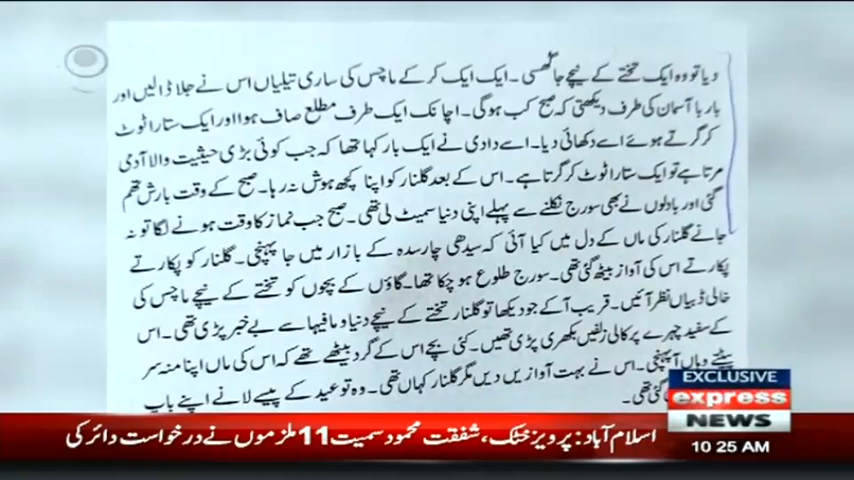 دیا تو وہ ایک تختے کے نیچے جا گھسی۔ ایک ایک کر کے ماچس کی ساری تیلیاں اس نے جلا ڈالیں اور
بار با آسمان کی طرف دیکھتی کہ صبح کب ہوگی۔ اچانک ایک طرف مطلع صاف ہوا اور ایک ستارا ٹوٹ
کر گرتے ہوئے اسے دکھائی دیا۔ اسے دادی نے ایک بار کہا تھا کہ جب کوئی بڑی حیثیت والا آدمی
مرتا ہے تو ایک ستارا ٹوٹ کر گرتا ہے۔ اس کے بعد گلنار کو اپنا کچھ ہوش نہ رہا۔ صبح کے وقت بارش تھم
گئی اور بادلوں نے بھی سورج نکلنے سے پہلے اپنی دنیا سمیٹ لی تھی۔ صبح جب نماز کا وقت ہونے لگا تو نہ
جانے گلنار کی ماں کے دل میں کیا آئی کہ سیدھی چارسدہ کے بازار میں جا پہنچی۔ گلنار کو پکارتے
پکارتے اس کی آواز بیٹھ گئی تھی۔ سورج طلوع ہو چکا تھا۔ گاؤں کے بچوں کو تختے کے نیچے ماچس کی
خالی ڈبیاں نظر آئیں۔ قریب آ کے جو دیکھا تو گلنار تختے کے نیچے دنیا و مافیہا سے بے خبر پڑی تھی۔ اس
کے سفید چہرے پر کالی زلفیں بکھری پڑی تھیں۔ کئی بچے اس کے گرد بیٹھے تھے کہ اس کی ماں اپنا منہ سر
پیٹتے وہاں آ پہنچی۔ اس نے بہت آوازیں دیں مگر گلنار کہاں تھی۔ وہ تو عید کے پیسے لانے اپنے باپ
گئی تھی۔
EXCLUSIVE
express
NEWS
10:25 AM
اسلام آباد: پرویز خٹک، شفقت محمود سمیت 11 ملزموں نے درخواست دائر کی